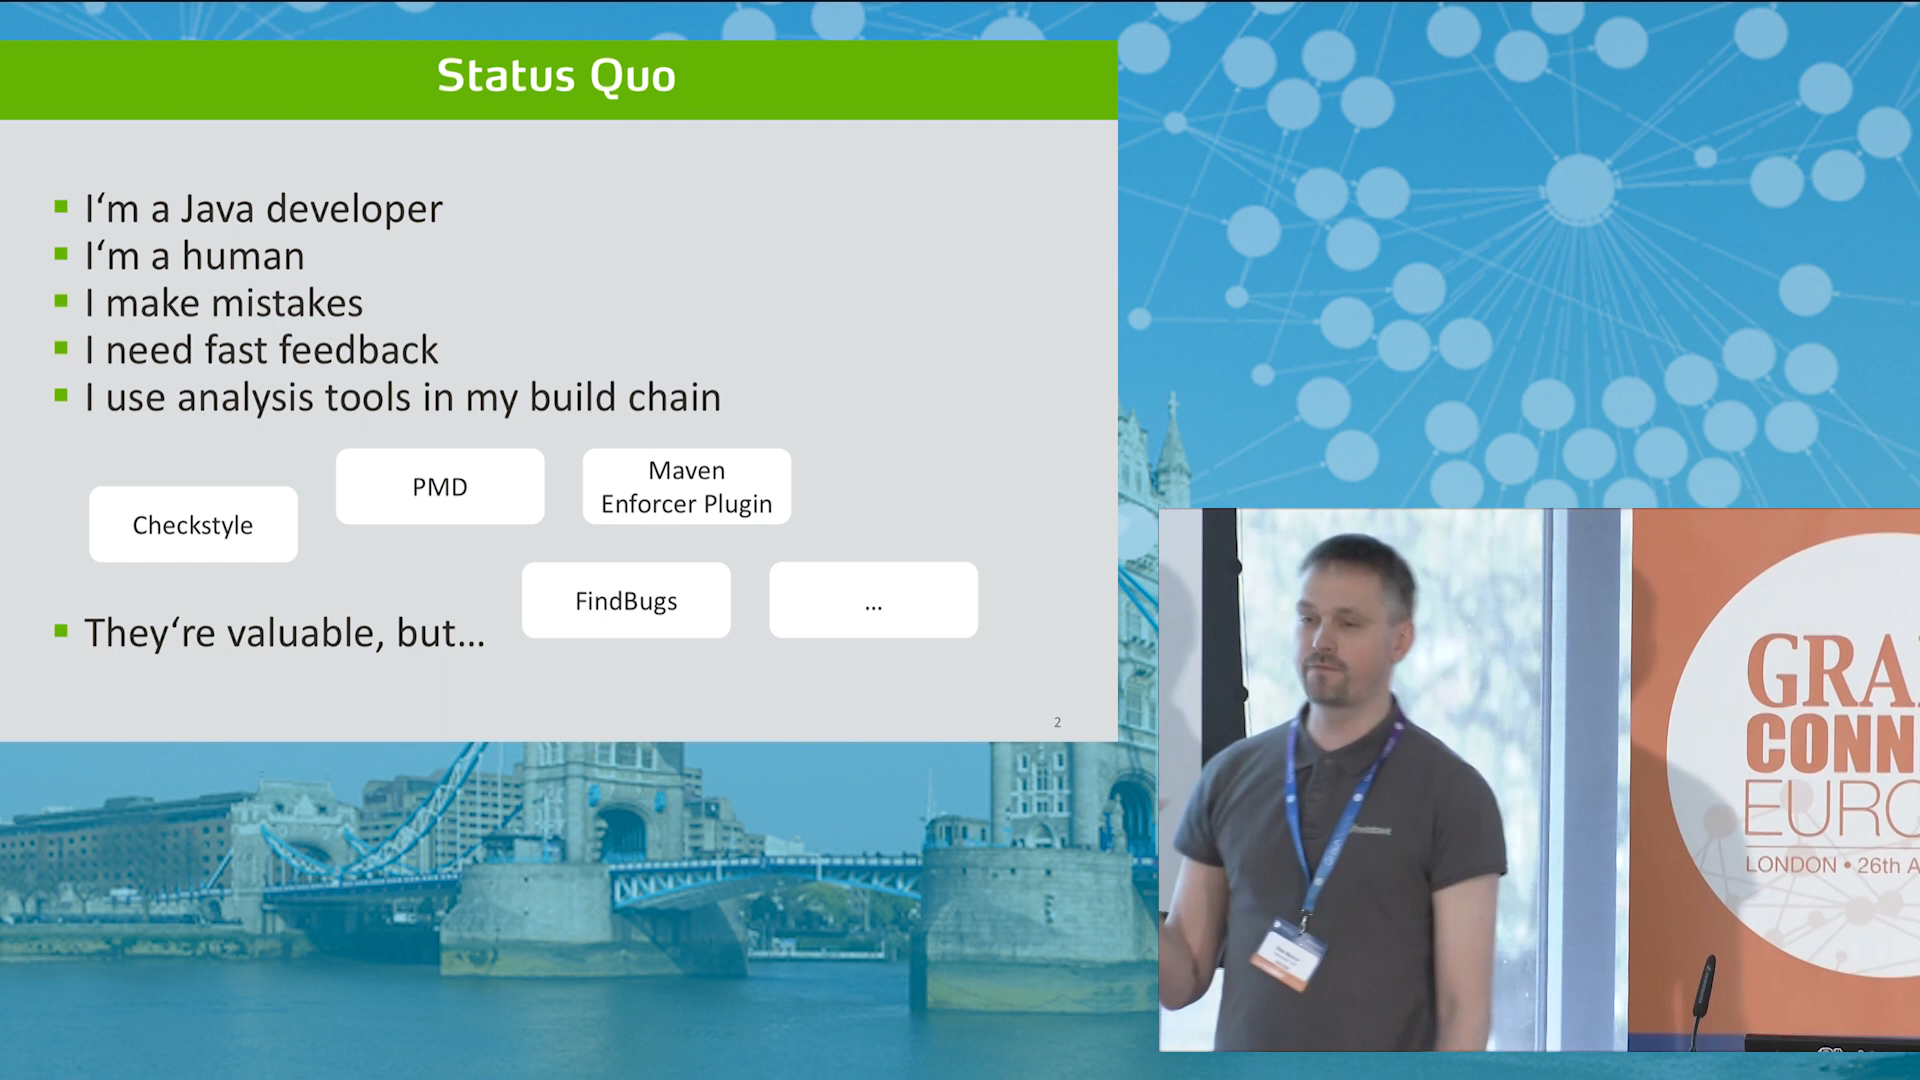 Status Quo
I‘m a Java developer
I‘m a human
I make mistakes
I need fast feedback
I use analysis tools in my build chain
PMD
Maven
Enforcer Plugin
Checkstyle
FindBugs
...
They‘re valuable, but...
2
GRA
CONN
EURO
LONDON • 26th A